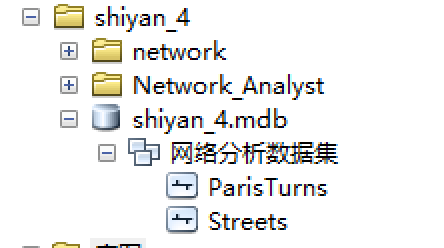 shiyan_4
network
Network_Analyst
shiyan_4.mdb
网络分析数据集
ParisTurns
Streets